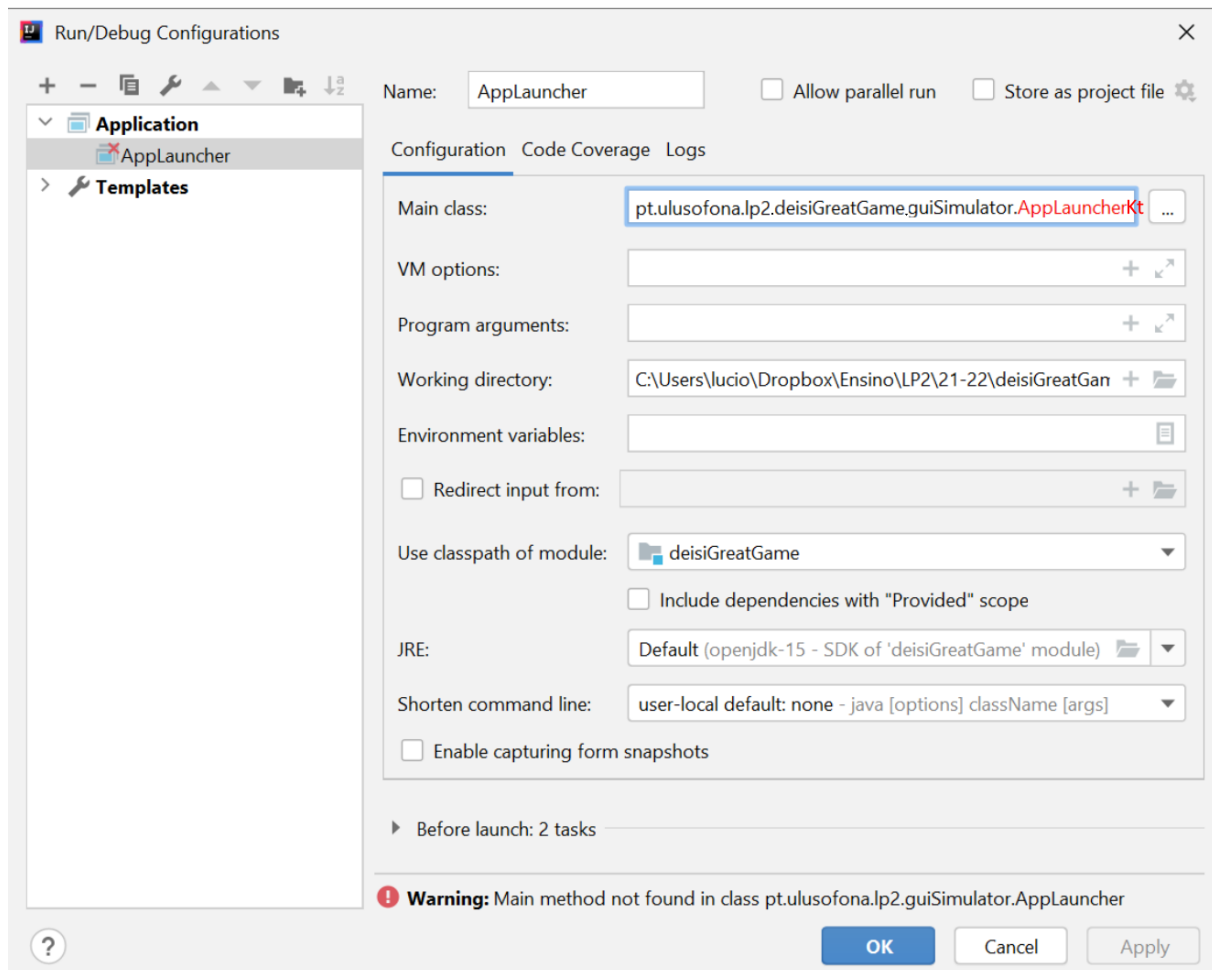 Run/Debug Configurations
Name: AppLauncher Allow parallel run Store as project file
Application
AppLauncher
Templates
Configuration Code Coverage Logs
Main class: pt.ulusofona.lp2.deisiGreatGame.guiSimulator.AppLauncherKt ...
VM options:
Program arguments:
Working directory: C:\Users\lucio\Dropbox\Ensino\LP2\21-22\deisiGreatGam
Environment variables:
Redirect input from:
Use classpath of module: deisiGreatGame
Include dependencies with "Provided" scope
JRE: Default (openjdk-15 - SDK of 'deisiGreatGame' module)
Shorten command line: user-local default: none - java [options] className [args]
Enable capturing form snapshots
Before launch: 2 tasks
Warning: Main method not found in class pt.ulusofona.lp2.guiSimulator.AppLauncher
? OK Cancel Apply